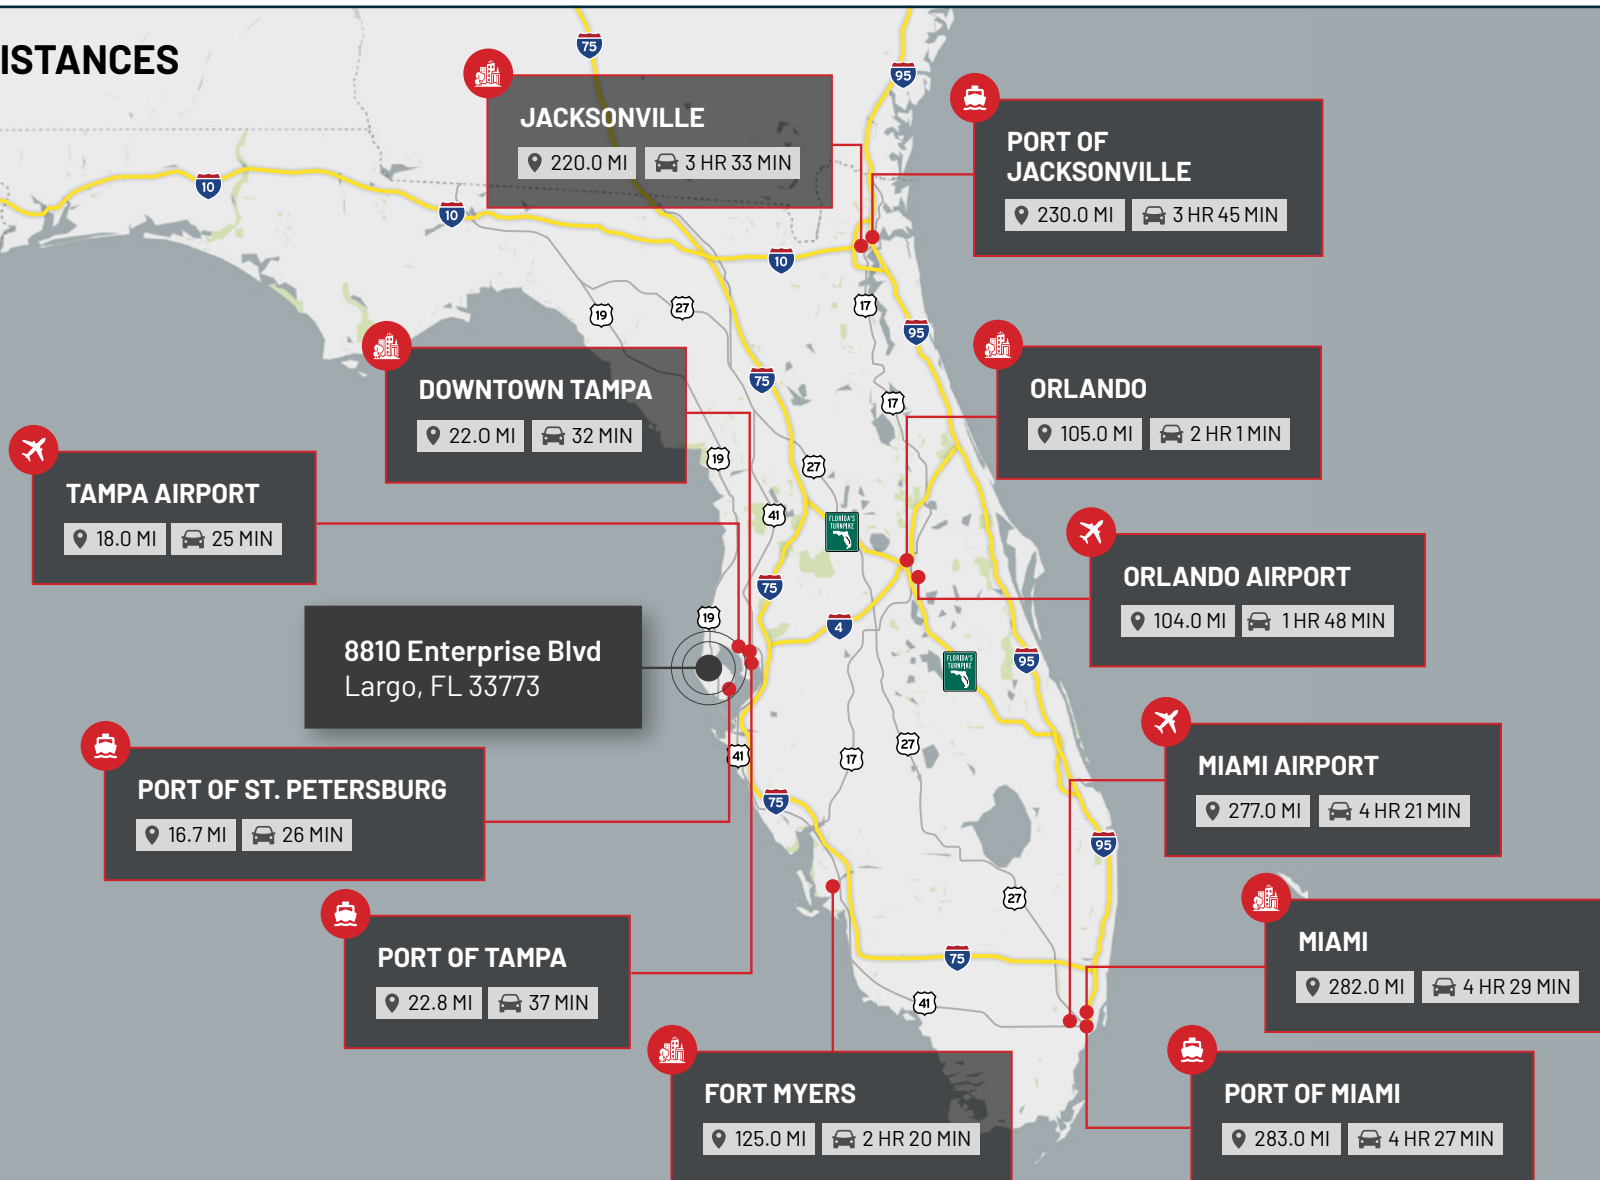 ISTANCES
75
95
JACKSONVILLE
220.0 MI
3 HR 33 MIN
PORT OF
JACKSONVILLE
230.0 MI
3 HR 45 MIN
10
10
10
19
27
17
95
DOWNTOWN TAMPA
22.0 MI
32 MIN
75
17
ORLANDO
105.0 MI
2 HR 1 MIN
TAMPA AIRPORT
18.0 MI
25 MIN
19
27
41
FLORIDA'S
TURNPIKE
ORLANDO AIRPORT
104.0 MI
1 HR 48 MIN
75
19
4
8810 Enterprise Blvd
Largo, FL 33773
FLORIDA'S
TURNPIKE
95
PORT OF ST. PETERSBURG
16.7 MI
26 MIN
41
17
27
MIAMI AIRPORT
277.0 MI
4 HR 21 MIN
75
95
PORT OF TAMPA
22.8 MI
37 MIN
27
75
41
MIAMI
282.0 MI
4 HR 29 MIN
FORT MYERS
125.0 MI
2 HR 20 MIN
PORT OF MIAMI
283.0 MI
4 HR 27 MIN